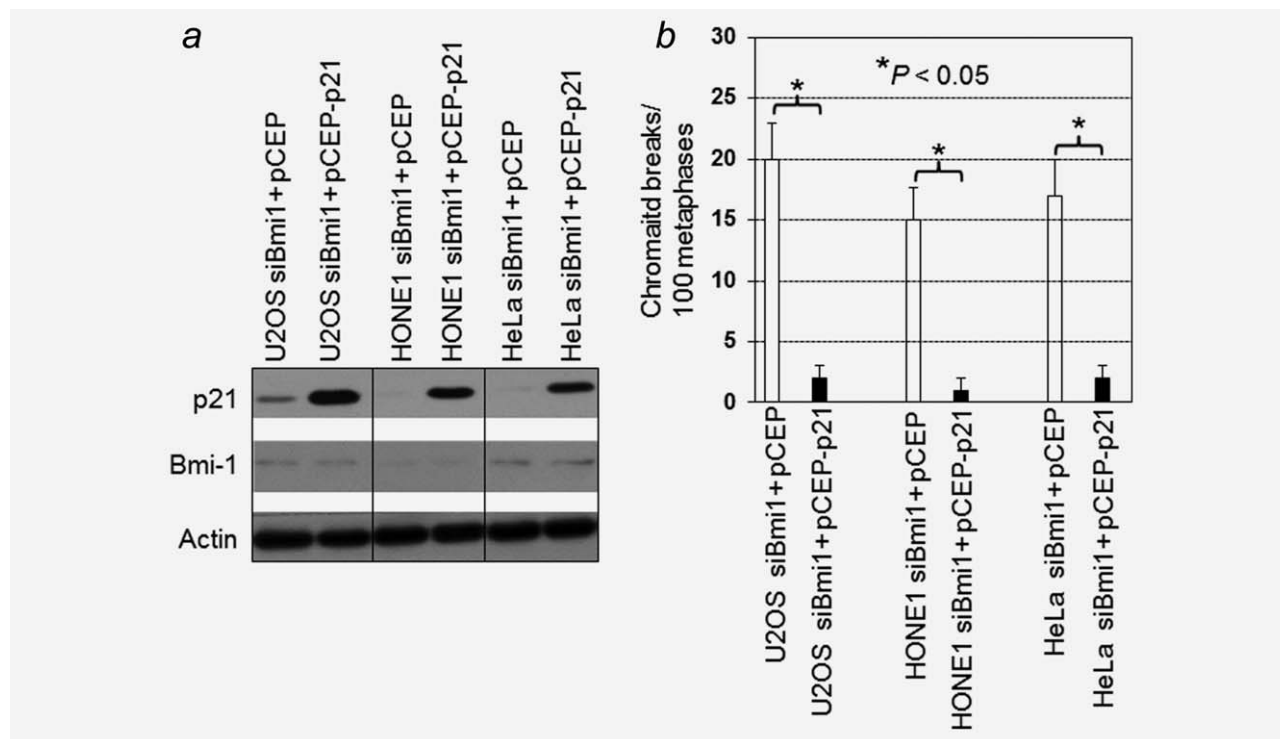 a
U2OS siBmi1+pCEP
U2OS siBmi1+pCEP-p21
HONE1 siBmi1+pCEP
HONE1 siBmi1+pCEP-p21
HeLa siBmi1+pCEP
HeLa siBmi1+pCEP-p21
p21
Bmi-1
Actin
b
Chromaitd breaks/
100 metaphases
30
25
20
15
10
5
0
*P < 0.05
*
*
*
U2OS siBmi1+pCEP
U2OS siBmi1+pCEP-p21
HONE1 siBmi1+pCEP
HONE1 siBmi1+pCEP-p21
HeLa siBmi1+pCEP
HeLa siBmi1+pCEP-p21